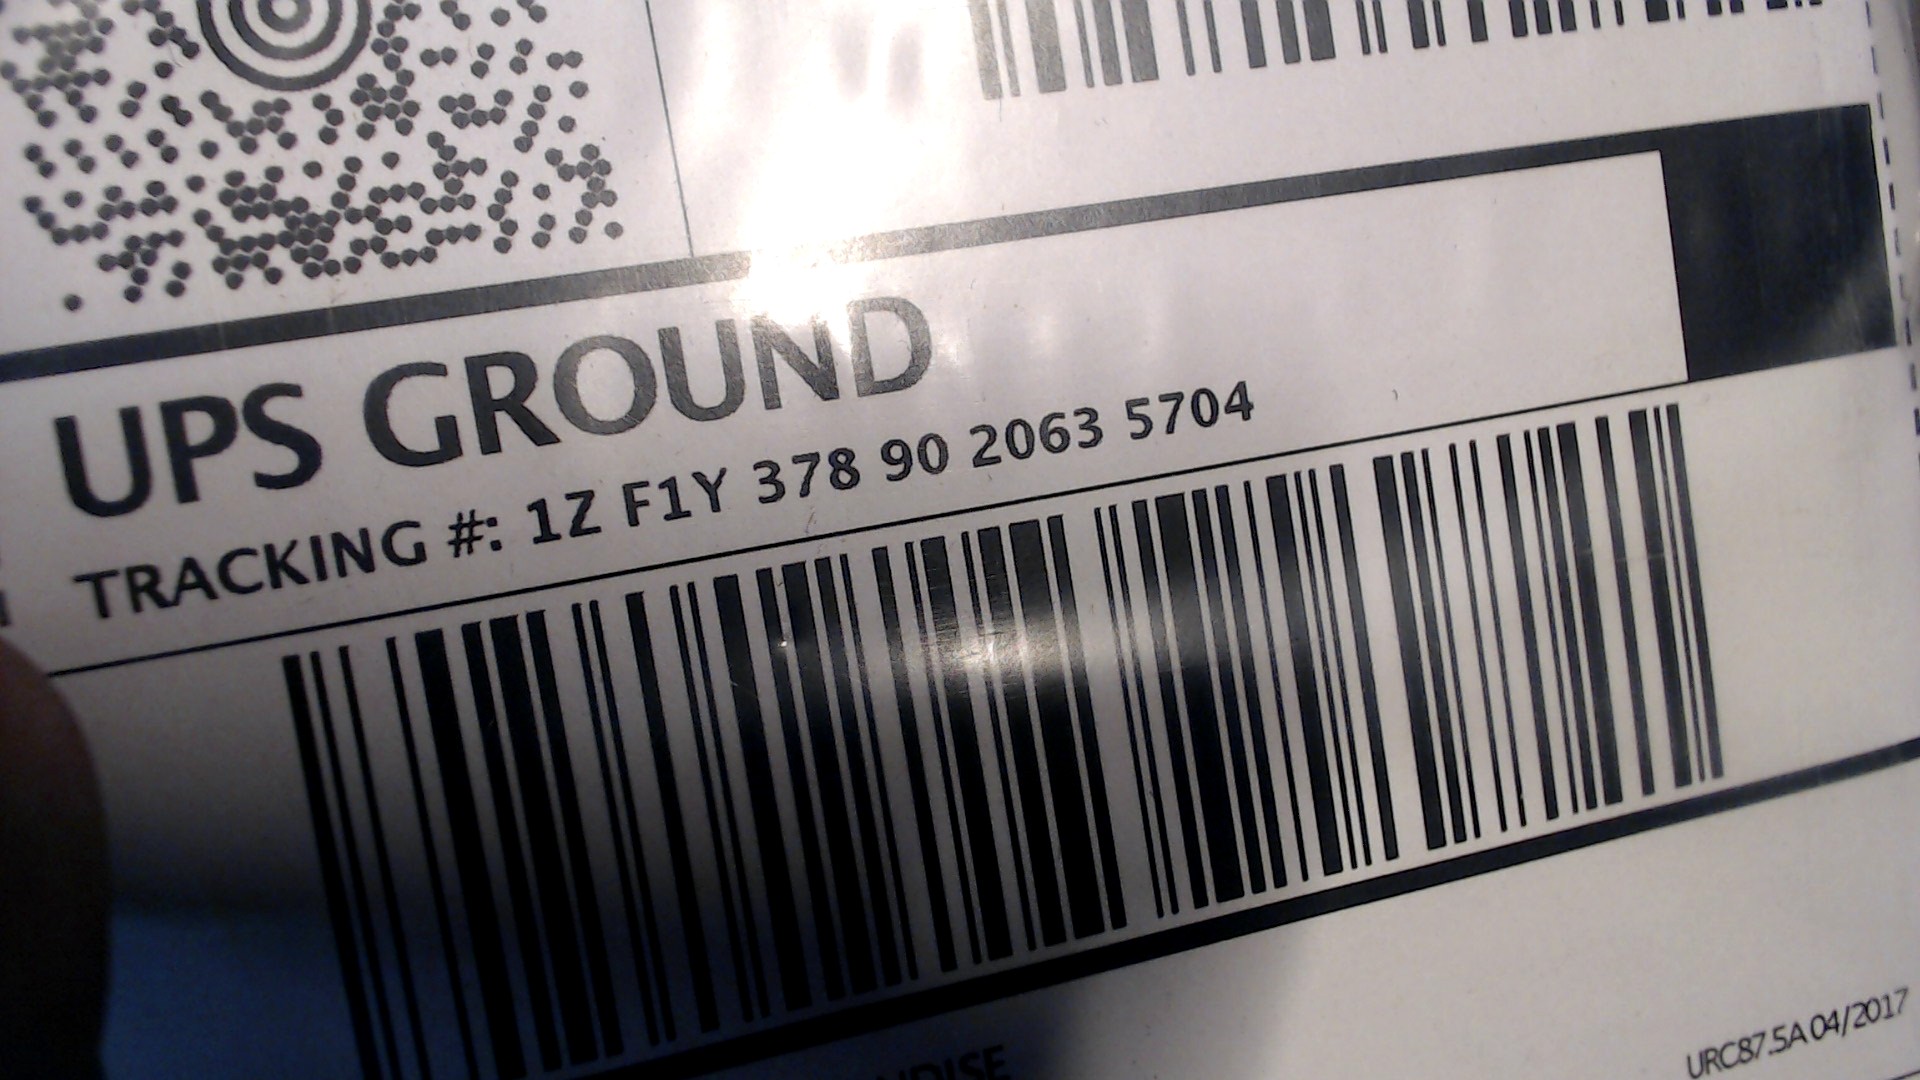 UPS GROUND
TRACKING #: 1Z F1Y 378 90 2063 5704
URC87.5A 04/2017